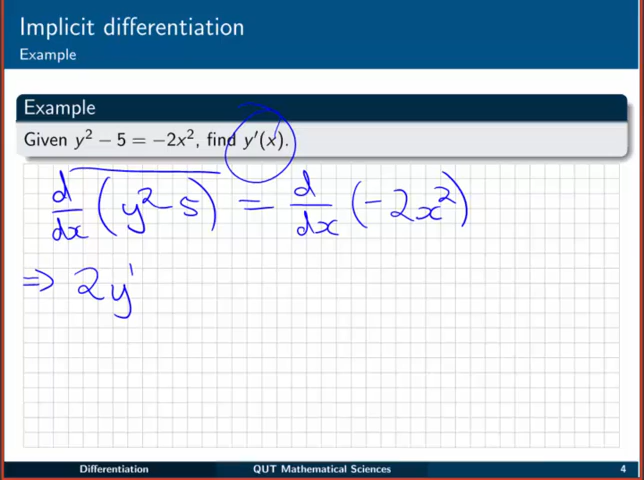 Implicit differentiation
Example
Example
Given y² − 5 = −2x², find y′(x).
d/dx (y² − 5) = d/dx (−2x²)
⇒ 2y'
Differentiation QUT Mathematical Sciences 4